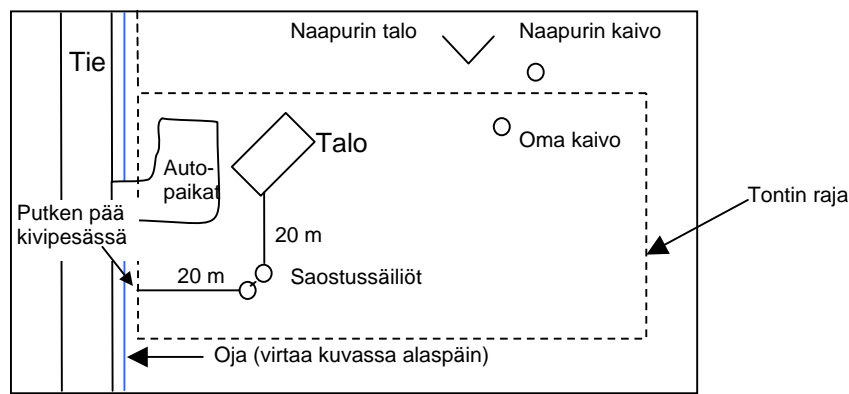 Naapurin talo
Naapurin kaivo
Tie
Talo
Oma kaivo
Auto-
paikat
Tontin raja
Putken pää
kivipesässä
20 m
20 m
Saostussäiliöt
Oja (virtaa kuvassa alaspäin)